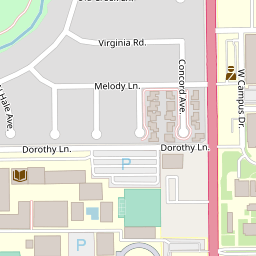 Virginia Rd.
Melody Ln.
Concord Ave.
W Campus Dr.
Hale Ave.
Dorothy Ln.
Dorothy Ln.
P
P